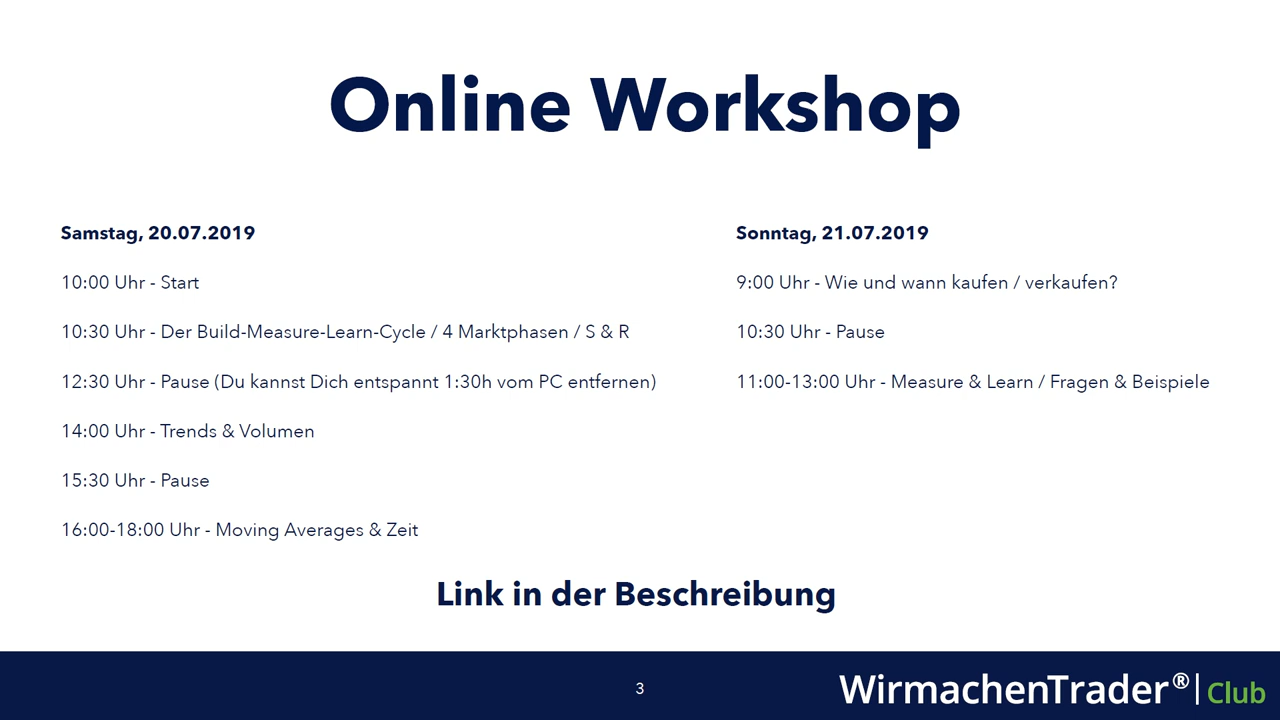 Online Workshop
Samstag, 20.07.2019
10:00 Uhr - Start
10:30 Uhr - Der Build-Measure-Learn-Cycle / 4 Marktphasen / S & R
12:30 Uhr - Pause (Du kannst Dich entspannt 1:30h vom PC entfernen)
14:00 Uhr - Trends & Volumen
15:30 Uhr - Pause
16:00-18:00 Uhr - Moving Averages & Zeit
Sonntag, 21.07.2019
9:00 Uhr - Wie und wann kaufen / verkaufen?
10:30 Uhr - Pause
11:00-13:00 Uhr - Measure & Learn / Fragen & Beispiele
Link in der Beschreibung
3
WirmachenTrader® | Club